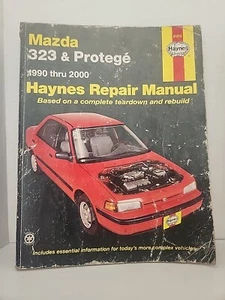 Mazda
323 & Protegé
Haynes
1990 thru 2000
Haynes Repair Manual
Based on a complete teardown and rebuild
Haynes
Includes essential information for today's more complex vehicles